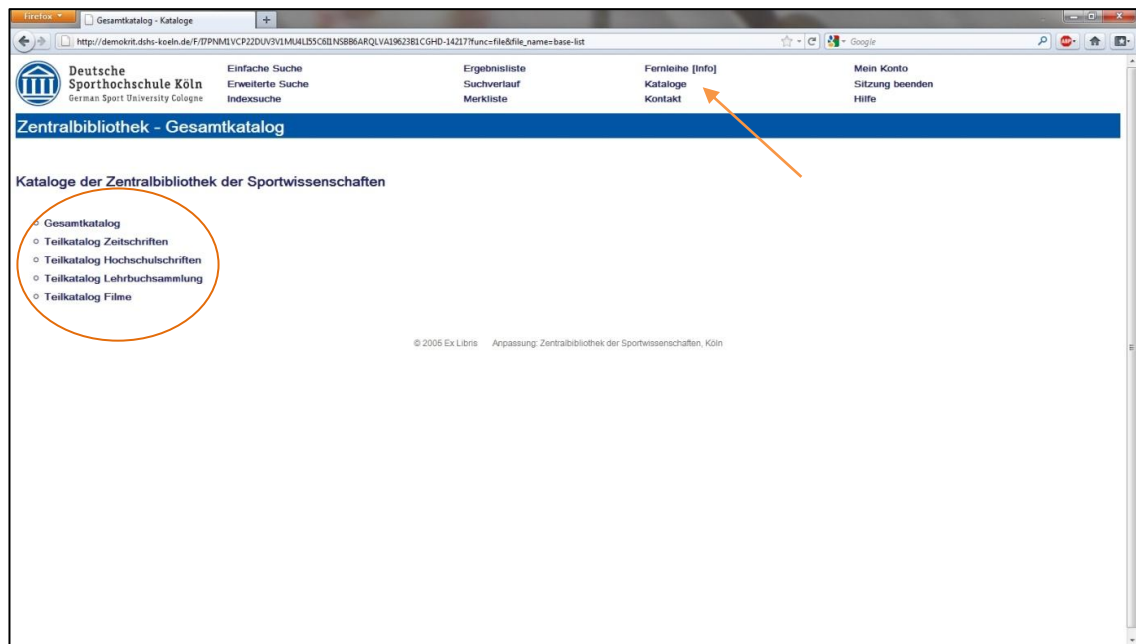 Firefox
Gesamtkatalog - Kataloge
http://demokrit.dshs-koeln.de/F/I7PNM1VCP22DUV3V1MU4LI55C6I1NSBB6ARQLVA19623B1CGHD-14217?func=file&file_name=base-list
Google
ABP
Deutsche
Sporthochschule Köln
German Sport University Cologne
Einfache Suche
Erweiterte Suche
Indexsuche
Ergebnisliste
Suchverlauf
Merkliste
Fernleihe [Info]
Kataloge
Kontakt
Mein Konto
Sitzung beenden
Hilfe
Zentralbibliothek - Gesamtkatalog
Kataloge der Zentralbibliothek der Sportwissenschaften
Gesamtkatalog
Teilkatalog Zeitschriften
Teilkatalog Hochschulschriften
Teilkatalog Lehrbuchsammlung
Teilkatalog Filme
© 2005 Ex Libris Anpassung: Zentralbibliothek der Sportwissenschaften, Köln